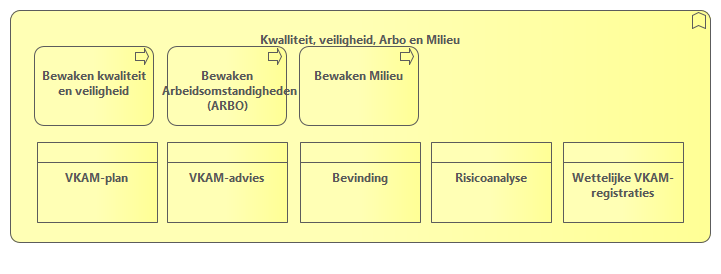 Kwalliteit, veiligheid, Arbo en Milieu
Bewaken kwaliteit
en veiligheid
Bewaken
Arbeidsomstandigheden
(ARBO)
Bewaken Milieu
VKAM-plan
VKAM-advies
Bevinding
Risicoanalyse
Wettelijke VKAM-
registraties